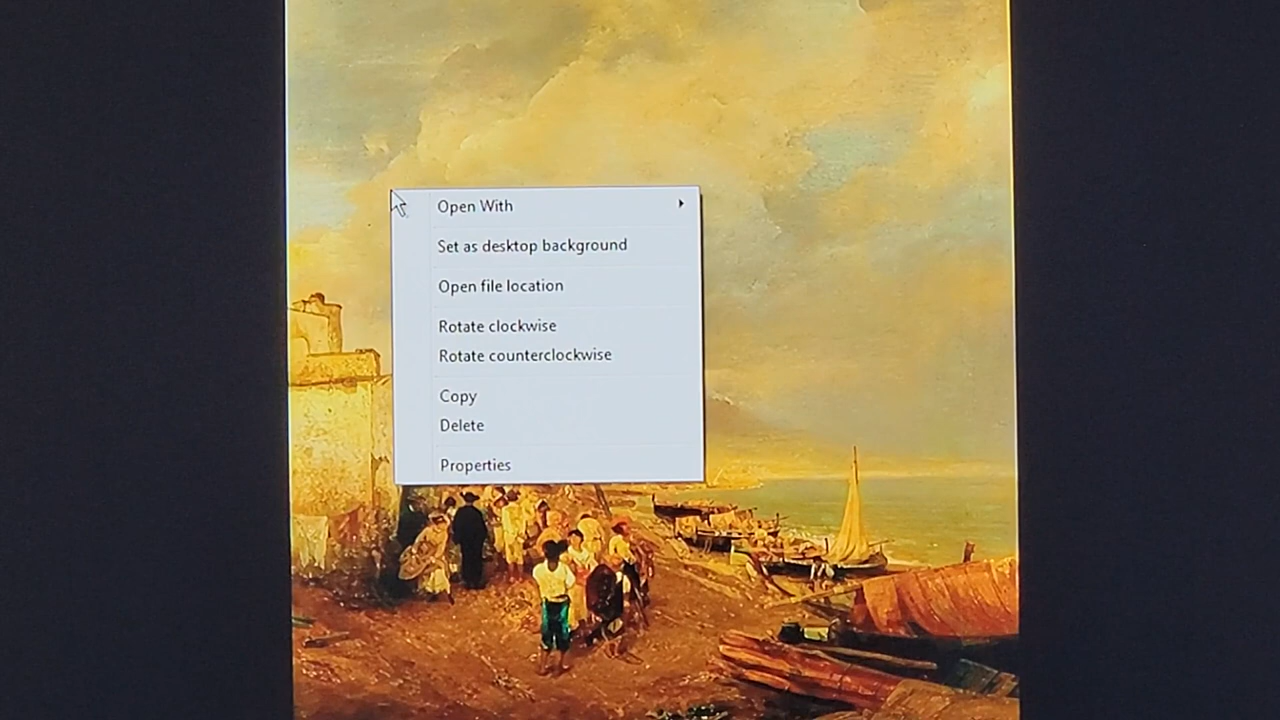 Open With
Set as desktop background
Open file location
Rotate clockwise
Rotate counterclockwise
Copy
Delete
Properties